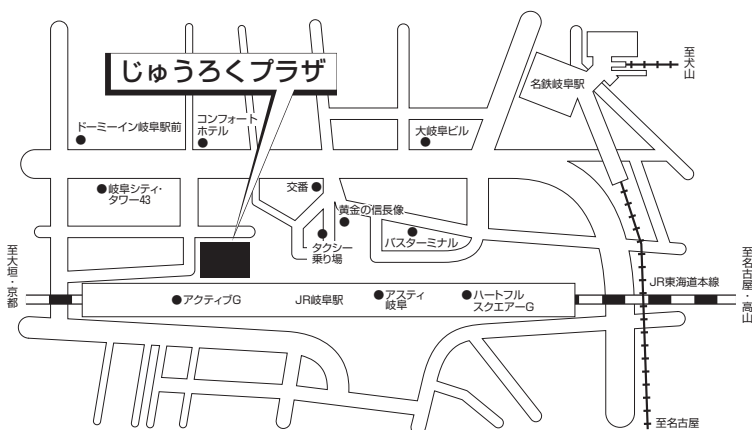 じゅうろくプラザ
至犬山
名鉄岐阜駅
ドーミーイン岐阜駅前
コンフォート
ホテル
大岐阜ビル
岐阜シティ・
タワー43
交番
黄金の信長像
タクシー
乗り場
バスターミナル
至大垣・京都
至名古屋・高山
JR東海道本線
アクティブG
JR岐阜駅
アスティ
岐阜
ハートフル
スクエアーG
至名古屋